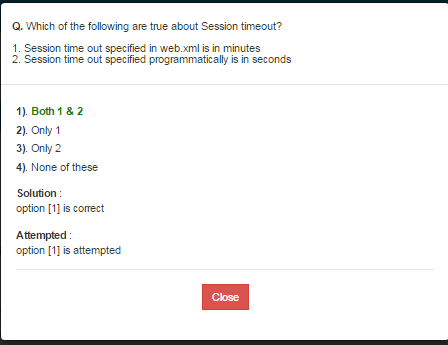 Q. Which of the following are true about Session timeout?
1. Session time out specified in web.xml is in minutes
2. Session time out specified programmatically is in seconds
1). Both 1 & 2
2). Only 1
3). Only 2
4). None of these
Solution :
option [1] is correct
Attempted :
option [1] is attempted
Close